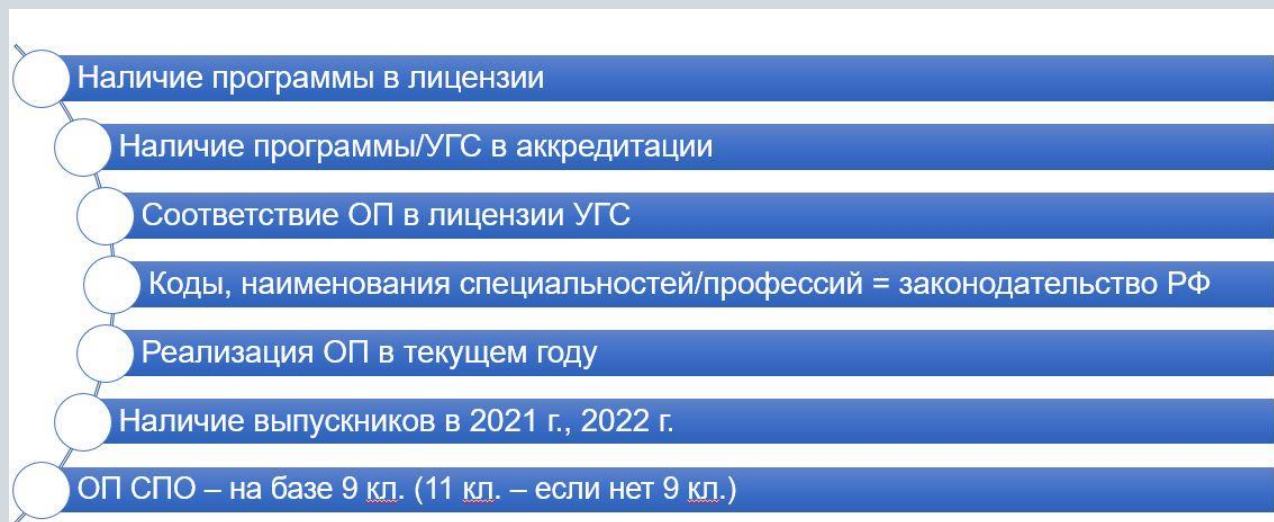 Наличие программы в лицензии
Наличие программы/УГС в аккредитации
Соответствие ОП в лицензии УГС
Коды, наименования специальностей/профессий = законодательство РФ
Реализация ОП в текущем году
Наличие выпускников в 2021 г., 2022 г.
ОП СПО – на базе 9 кл. (11 кл. – если нет 9 кл.)